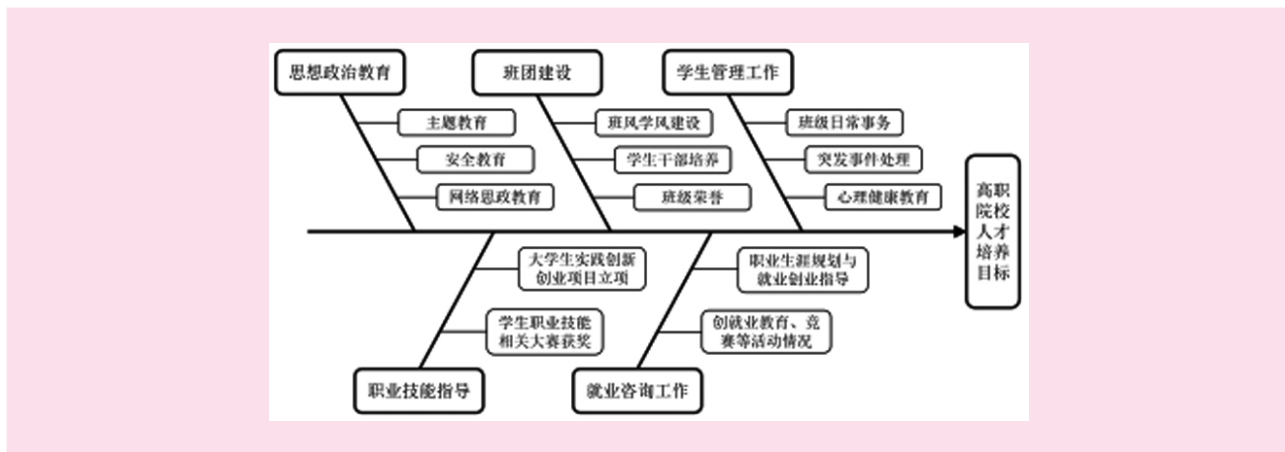 思想政治教育
班团建设
学生管理工作
主题教育
班风学风建设
班级日常事务
安全教育
学生干部培养
突发事件处理
网络思政教育
班级荣誉
心理健康教育
高职
院校
人才
培养
目标
大学生实践创新
创业项目立项
职业生涯规划与
就业创业指导
学生职业技能
相关大赛获奖
创就业教育、竞
赛等活动情况
职业技能指导
就业咨询工作